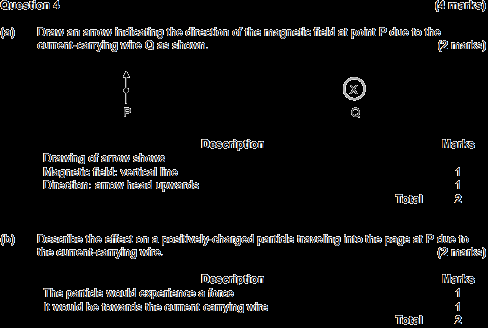 Question 4 (4 marks)
(a) Draw an arrow indicating the direction of the magnetic field at point P due to the
current-carrying wire Q as shown. (2 marks)
X
P Q
Description Marks
Drawing of arrow shows
Magnetic field: vertical line 1
Direction: arrow head upwards 1
Total 2
(b) Describe the effect on a positively-charged particle traveling into the page at P due to
the current-carrying wire. (2 marks)
Description Marks
The particle would experience a force 1
It would be towards the current carrying wire 1
Total 2